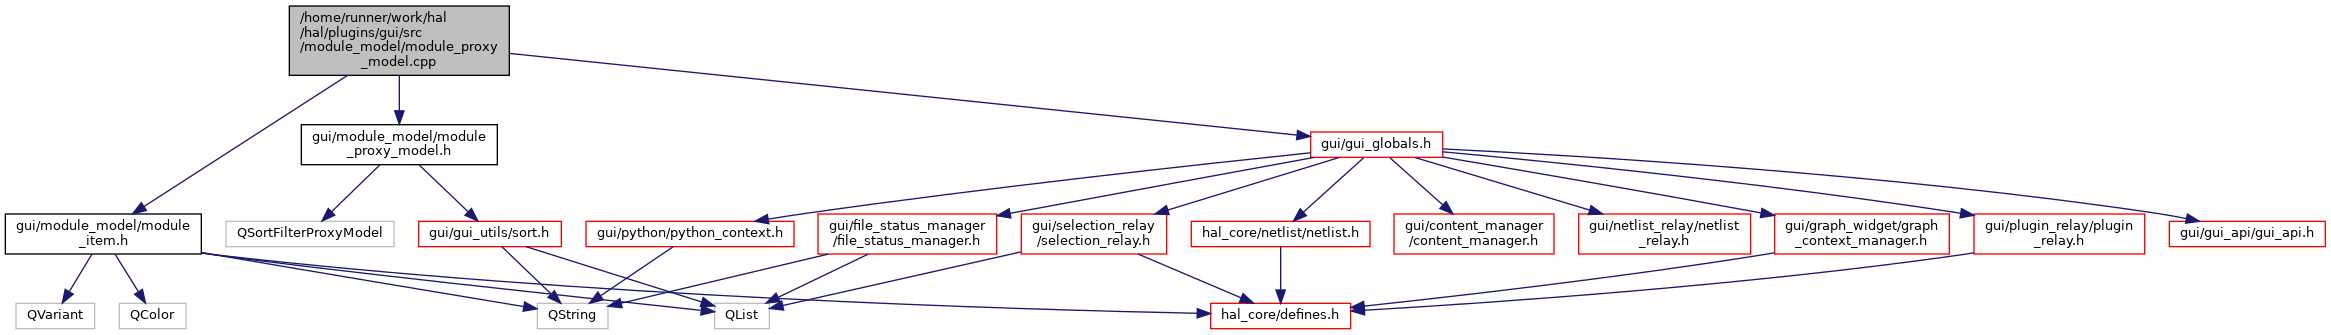 /home/runner/work/hal
/hal/plugins/gui/src
/module_model/module_proxy
_model.cpp
gui/module_model/module
_proxy_model.h
gui/gui_globals.h
gui/module_model/module
_item.h
QSortFilterProxyModel
gui/gui_utils/sort.h
gui/python/python_context.h
gui/file_status_manager
/file_status_manager.h
gui/selection_relay
/selection_relay.h
hal_core/netlist/netlist.h
gui/content_manager
/content_manager.h
gui/netlist_relay/netlist
_relay.h
gui/graph_widget/graph
_context_manager.h
gui/plugin_relay/plugin
_relay.h
gui/gui_api/gui_api.h
QVariant
QColor
QString
QList
hal_core/defines.h